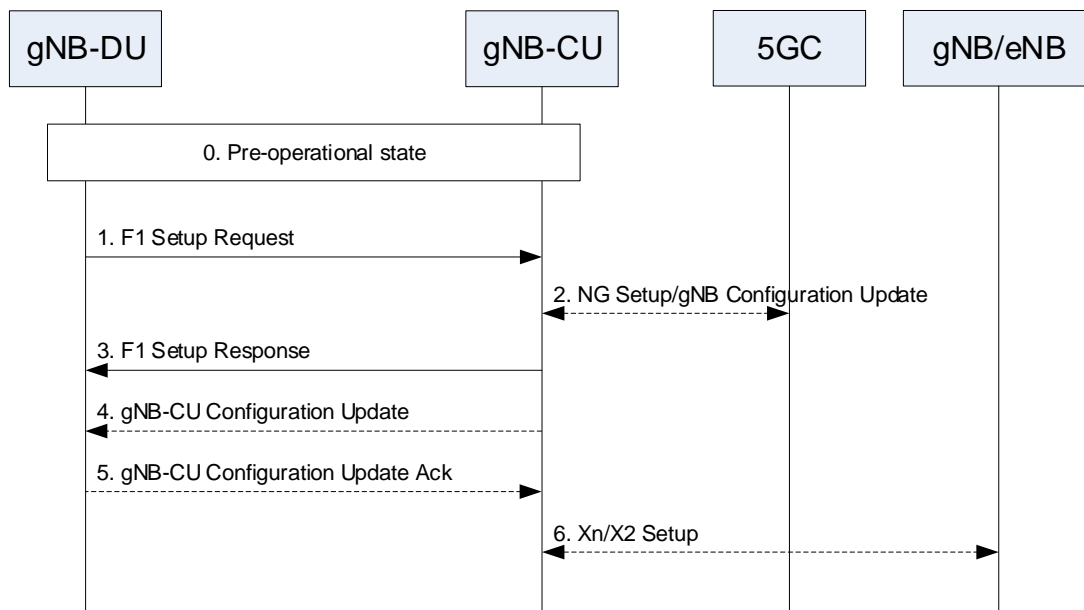 gNB-DU
gNB-CU
5GC
gNB/eNB
0. Pre-operational state
1. F1 Setup Request
2. NG Setup/gNB Configuration Update
3. F1 Setup Response
4. gNB-CU Configuration Update
5. gNB-CU Configuration Update Ack
6. Xn/X2 Setup